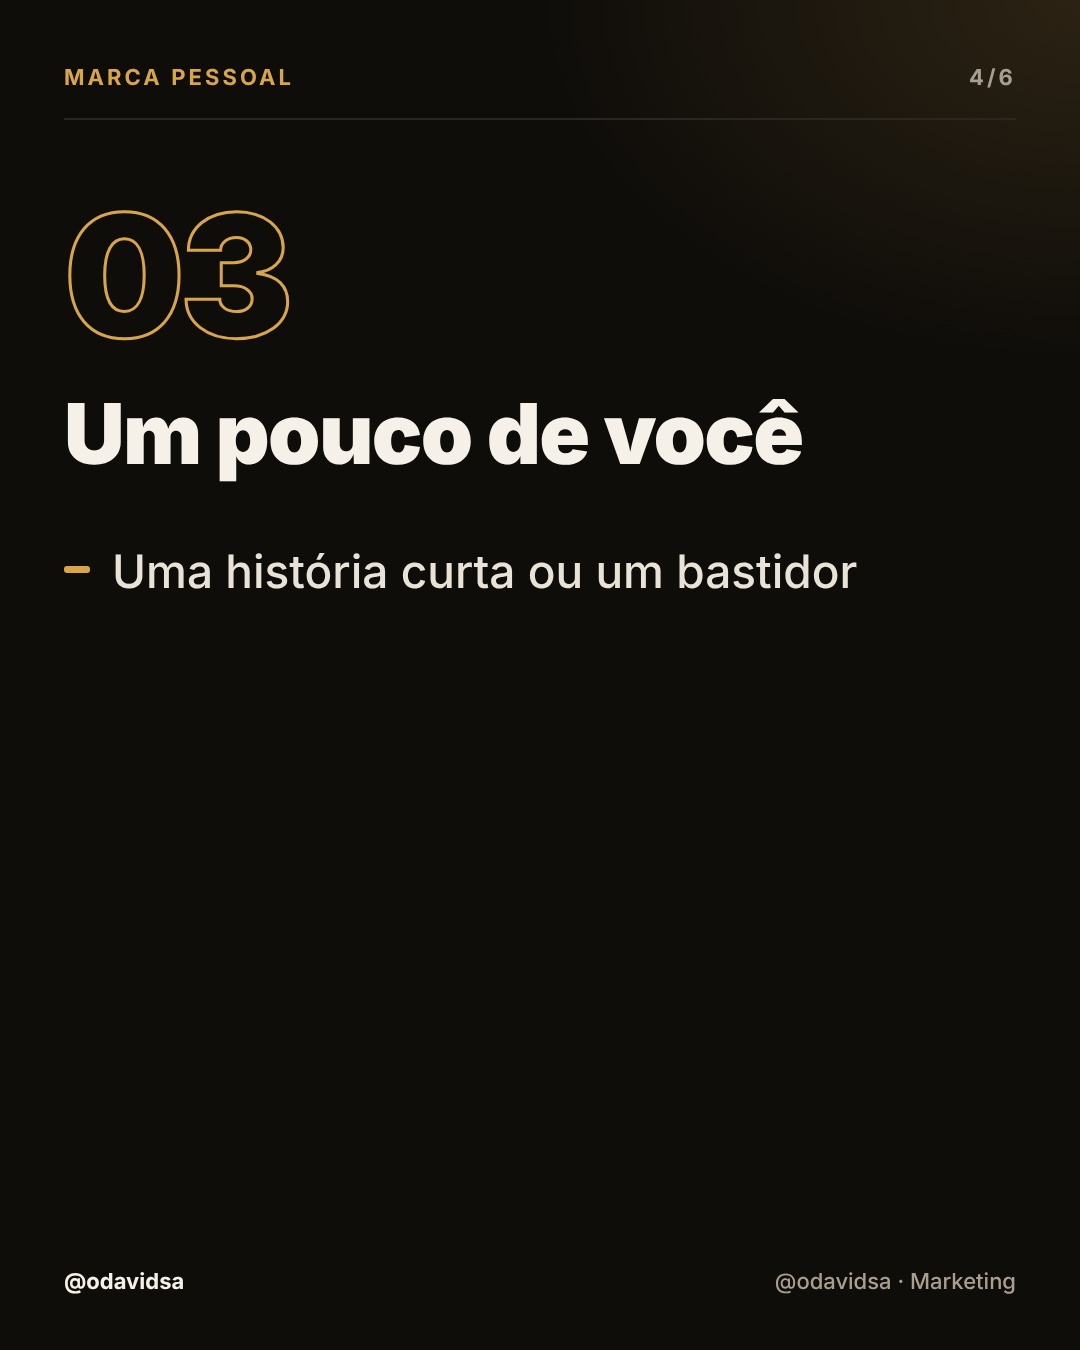 MARCA PESSOAL
4/6
03
Um pouco de você
– Uma história curta ou um bastidor
@odavidsa
@odavidsa · Marketing